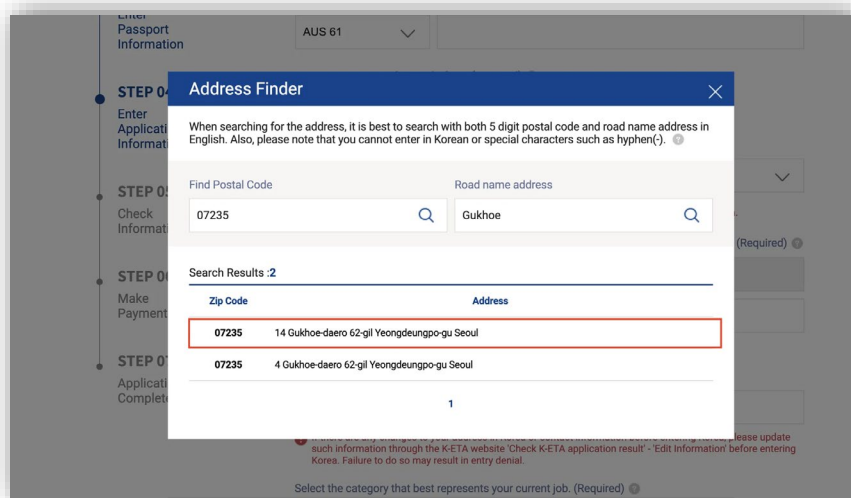 Enter
Passport
Information
AUS 61
STEP 04
Enter
Applicati
Informati
STEP 05
Check
Informati
STEP 06
Make
Payment
STEP 07
Applicati
Complete
Address Finder
When searching for the address, it is best to search with both 5 digit postal code and road name address in
English. Also, please note that you cannot enter in Korean or special characters such as hyphen(-).
Find Postal Code
Road name address
07235
Gukhoe
(Required)
Search Results :2
Zip Code
Address
07235 14 Gukhoe-daero 62-gil Yeongdeungpo-gu Seoul
07235 4 Gukhoe-daero 62-gil Yeongdeungpo-gu Seoul
1
If there are any changes to your address in Korea or contact information before entering Korea, please update
such information through the K-ETA website 'Check K-ETA application result' - 'Edit Information' before entering
Korea. Failure to do so may result in entry denial.
Select the category that best represents your current job. (Required)